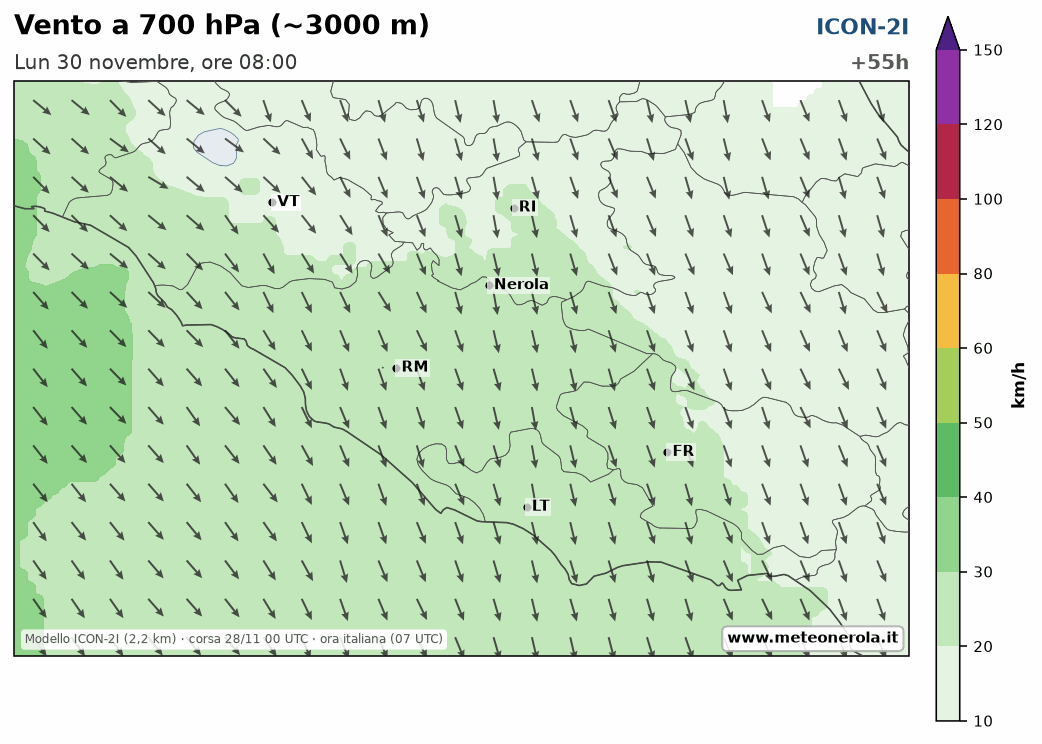 Vento a 700 hPa (~3000 m)
ICON-2I
Lun 30 novembre, ore 08:00
+55h
VT
RI
Nerola
RM
FR
LT
Modello ICON-2I (2,2 km) · corsa 28/11 00 UTC · ora italiana (07 UTC)
www.meteonerola.it
150
120
100
80
60
50
40
30
20
10
km/h